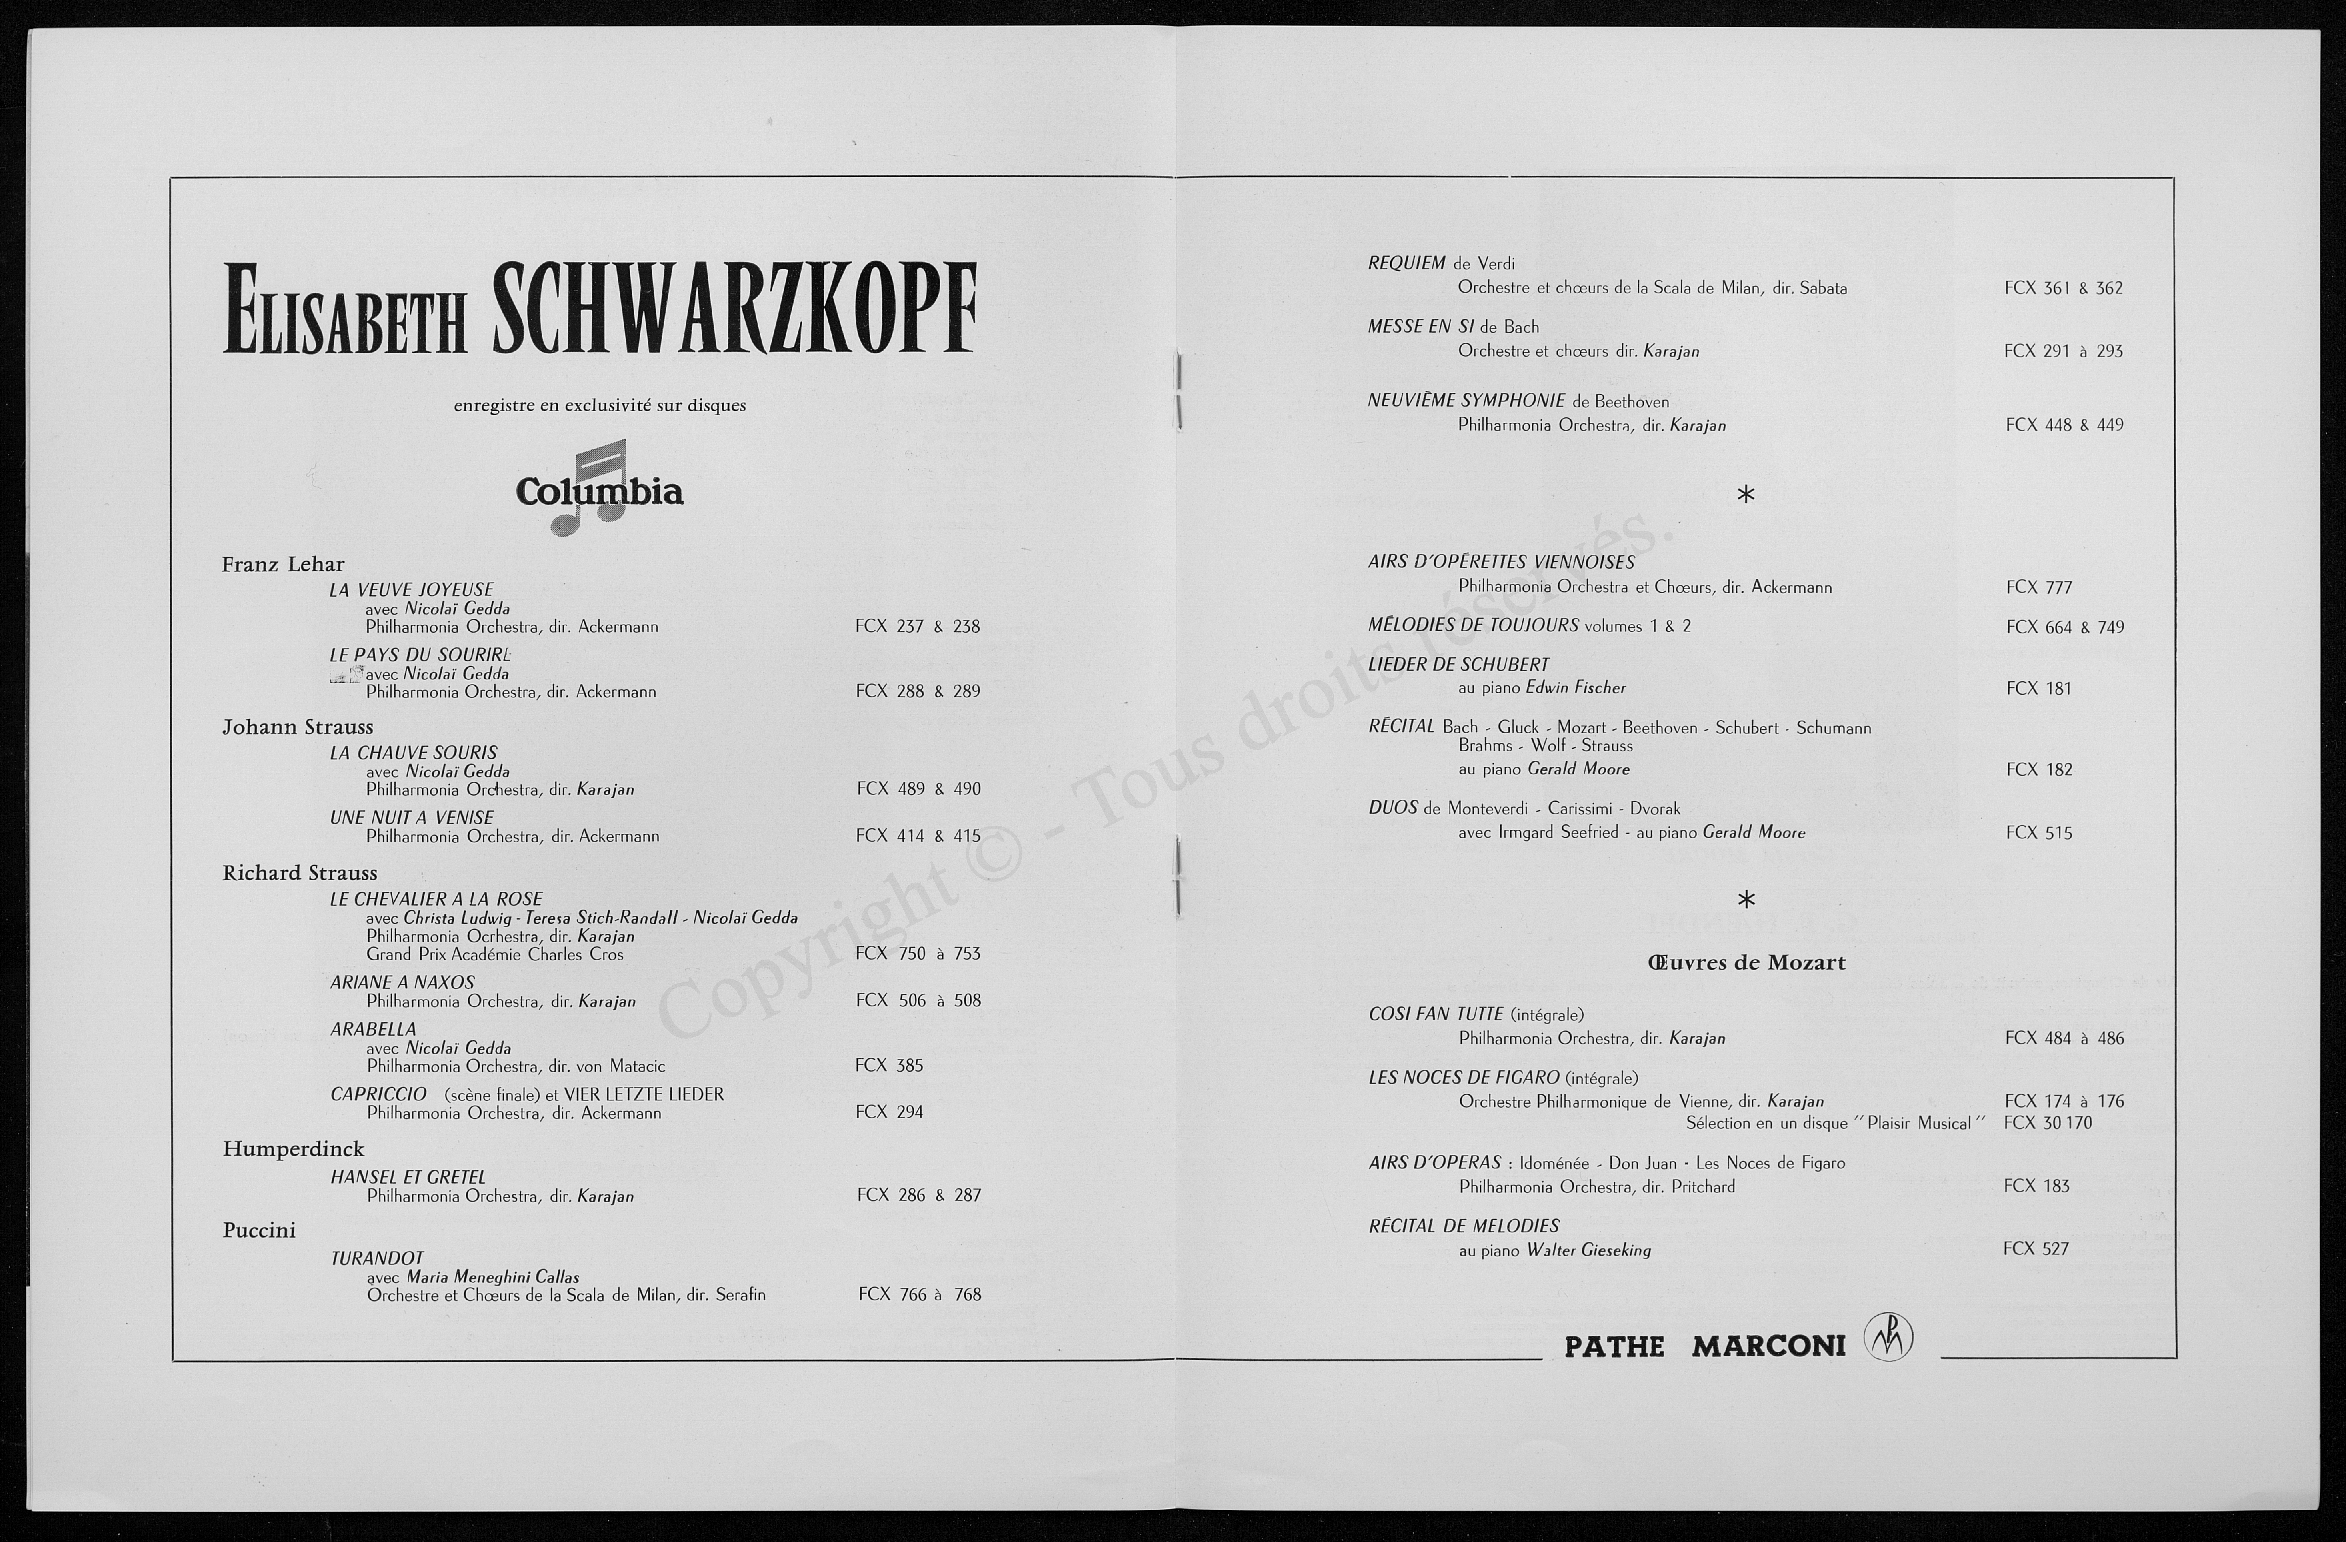 ELISABETH SCHWARZKOPF
enregistre en exclusivité sur disques
Columbia
Franz Lehar
LA VEUVE JOYEUSE
avec Nicolaï Gedda
Philharmonia Orchestra, dir. Ackermann FCX 237 & 238
LE PAYS DU SOURIRE
avec Nicolaï Gedda
Philharmonia Orchestra, dir. Ackermann FCX 288 & 289
Johann Strauss
LA CHAUVE SOURIS
avec Nicolaï Gedda
Philharmonia Orchestra, dir. Karajan FCX 489 & 490
UNE NUIT A VENISE
Philharmonia Orchestra, dir. Ackermann FCX 414 & 415
Richard Strauss
LE CHEVALIER A LA ROSE
avec Christa Ludwig - Teresa Stich-Randall - Nicolaï Gedda
Philharmonia Ocrhestra, dir. Karajan
Grand Prix Académie Charles Cros FCX 750 à 753
ARIANE A NAXOS
Philharmonia Orchestra, dir. Karajan FCX 506 à 508
ARABELLA
avec Nicolaï Gedda
Philharmonia Orchestra, dir. von Matacic FCX 385
CAPRICCIO (scène finale) et VIER LETZTE LIEDER
Philharmonia Orchestra, dir. Ackermann FCX 294
Humperdinck
HANSEL ET GRETEL
Philharmonia Orchestra, dir. Karajan FCX 286 & 287
Puccini
TURANDOT
avec Maria Meneghini Callas
Orchestre et Chœurs de la Scala de Milan, dir. Serafin FCX 766 à 768
REQUIEM de Verdi
Orchestre et chœurs de la Scala de Milan, dir. Sabata FCX 361 & 362
MESSE EN SI de Bach
Orchestre et chœurs dir. Karajan FCX 291 à 293
NEUVIÈME SYMPHONIE de Beethoven
Philharmonia Orchestra, dir. Karajan FCX 448 & 449
*
AIRS D'OPÉRETTES VIENNOISES
Philharmonia Orchestra et Chœurs, dir. Ackermann FCX 777
MÉLODIES DE TOUJOURS volumes 1 & 2 FCX 664 & 749
LIEDER DE SCHUBERT
au piano Edwin Fischer FCX 181
RÉCITAL Bach - Gluck - Mozart - Beethoven - Schubert - Schumann
Brahms - Wolf - Strauss
au piano Gerald Moore FCX 182
DUOS de Monteverdi - Carissimi - Dvorak
avec Irmgard Seefried - au piano Gerald Moore FCX 515
*
Œuvres de Mozart
COSI FAN TUTTE (intégrale)
Philharmonia Orchestra, dir. Karajan FCX 484 à 486
LES NOCES DE FIGARO (intégrale)
Orchestre Philharmonique de Vienne, dir. Karajan FCX 174 à 176
Sélection en un disque "Plaisir Musical" FCX 30 170
AIRS D'OPERAS : Idoménée - Don Juan - Les Noces de Figaro
Philharmonia Orchestra, dir. Pritchard FCX 183
RÉCITAL DE MELODIES
au piano Walter Gieseking FCX 527
PATHE MARCONI
Copyright © - Tous droits réservés.